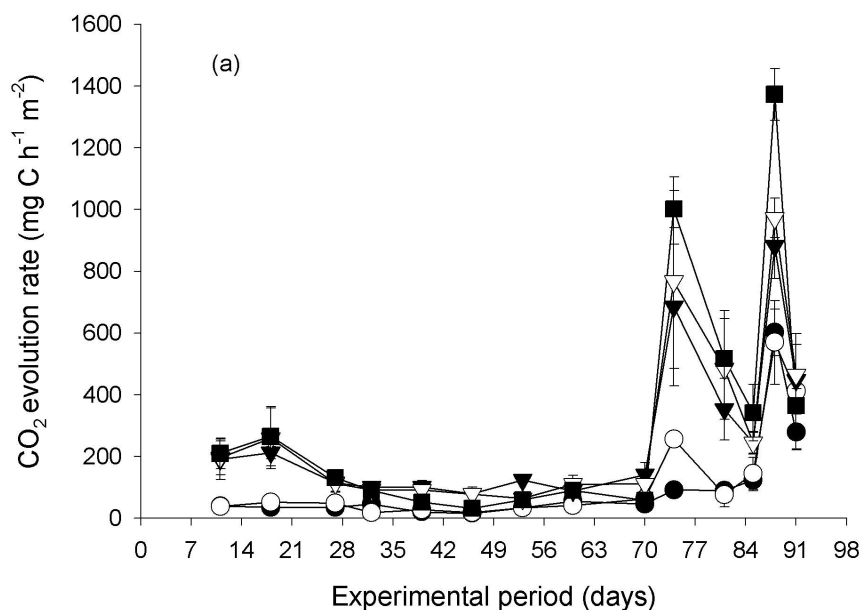 (a)
CO₂ evolution rate (mg C h⁻¹ m⁻²)
1600
1400
1200
1000
800
600
400
200
0
0 7 14 21 28 35 42 49 56 63 70 77 84 91 98
Experimental period (days)